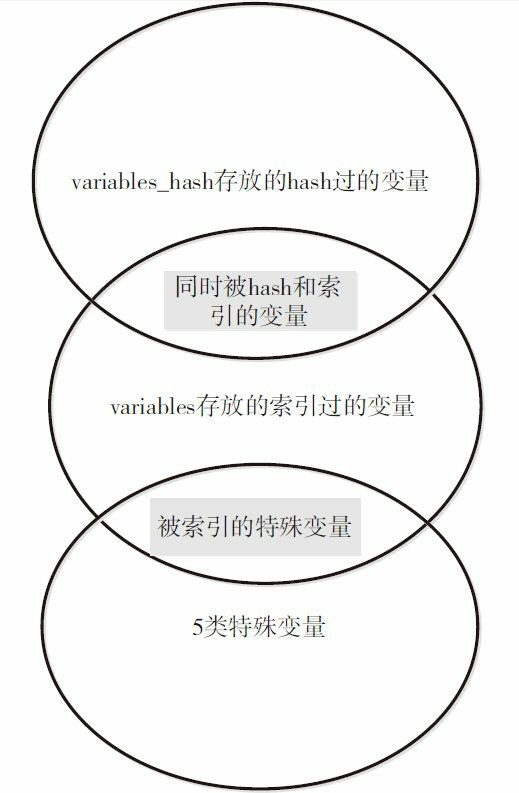 variables_hash存放的hash过的变量
同时被hash和索
引的变量
variables存放的索引过的变量
被索引的特殊变量
5类特殊变量